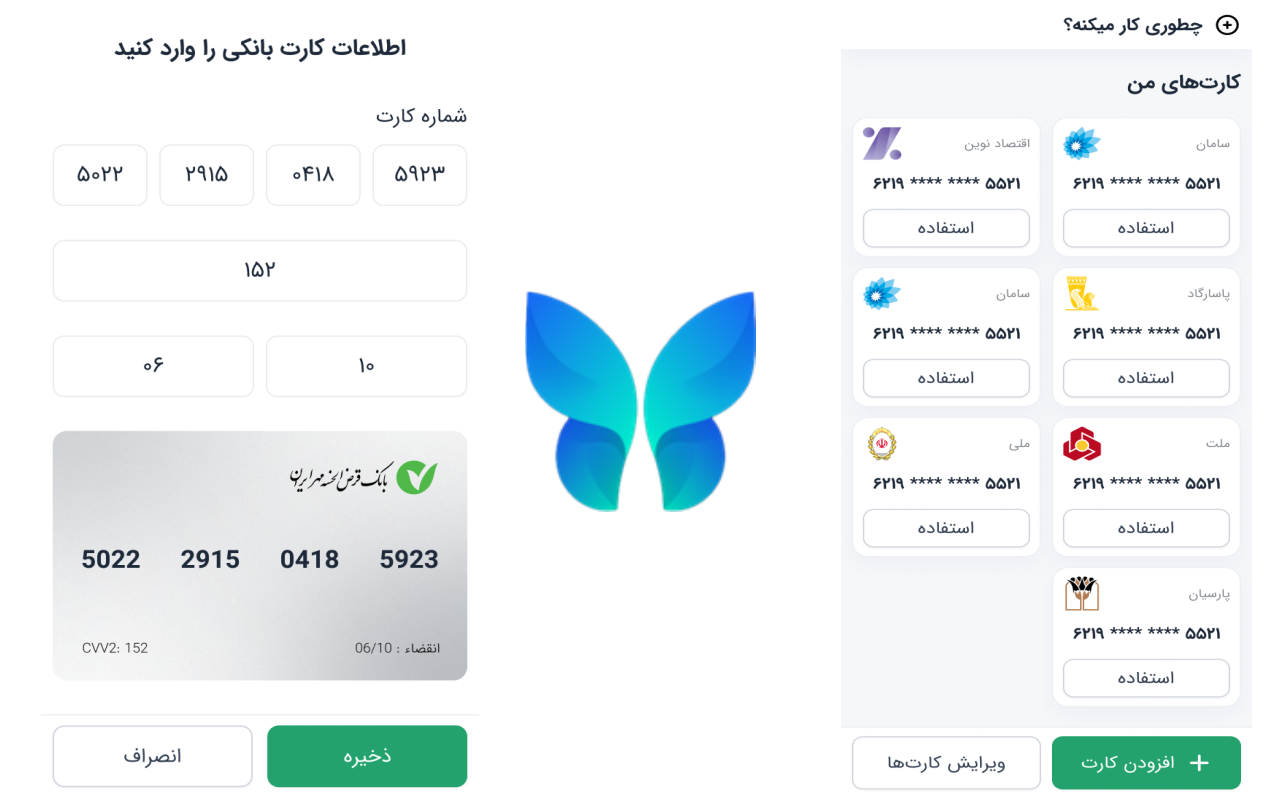 اطلاعات کارت بانکی را وارد کنید
شماره کارت
۵۰۲۲ ۲۹۱۵ ۰۴۱۸ ۵۹۲۳
۱۵۲
۰۶ ۱۰
بانک قرض‌الحسنه مهر ایران
5022 2915 0418 5923
CVV2: 152
انقضاء : 06/10
ذخیره
انصراف
چطوری کار میکنه؟
کارت‌های من
سامان
۶۲۱۹ **** **** ۵۵۲۱
استفاده
اقتصاد نوین
۶۲۱۹ **** **** ۵۵۲۱
استفاده
پاسارگاد
۶۲۱۹ **** **** ۵۵۲۱
استفاده
سامان
۶۲۱۹ **** **** ۵۵۲۱
استفاده
ملت
۶۲۱۹ **** **** ۵۵۲۱
استفاده
ملی
۶۲۱۹ **** **** ۵۵۲۱
استفاده
پارسیان
۶۲۱۹ **** **** ۵۵۲۱
استفاده
+ افزودن کارت
ویرایش کارت‌ها